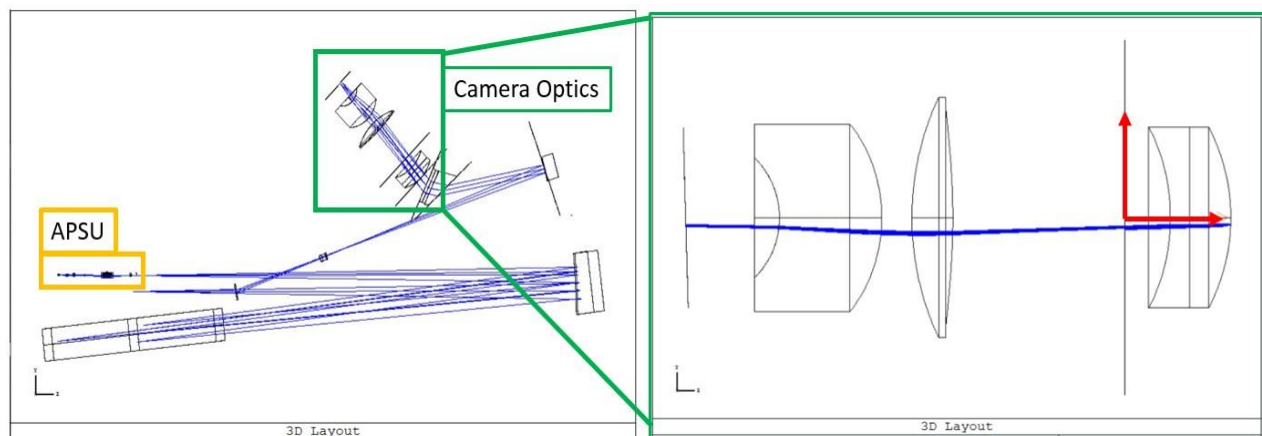 Camera Optics
APSU
Y
X
3D Layout
Y
X
3D Layout